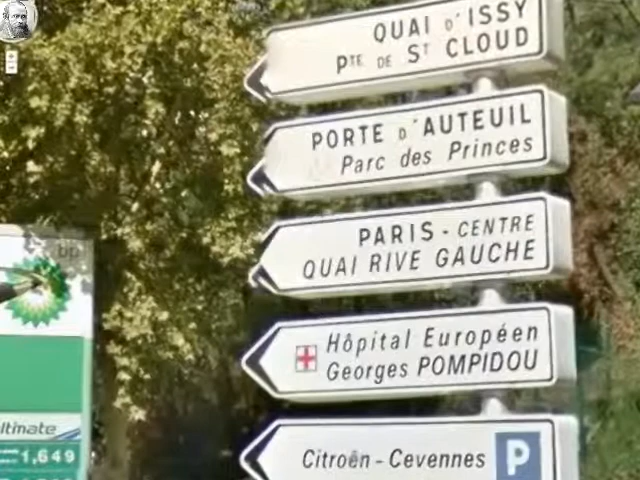 QUAI D'ISSY
PTE DE ST CLOUD
PORTE D'AUTEUIL
Parc des Princes
PARIS - CENTRE
QUAI RIVE GAUCHE
Hôpital Européen
Georges POMPIDOU
Citroën - Cevennes P
bp
ltimate
1,649